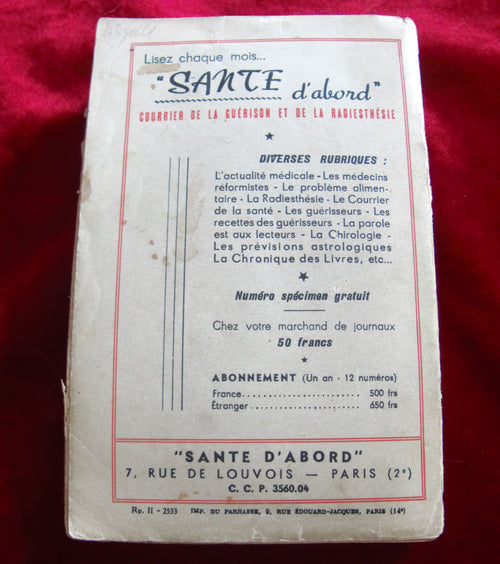 Lisez chaque mois...
"SANTE d'abord"
COURRIER DE LA GUÉRISON ET DE LA RADIESTHÉSIE
DIVERSES RUBRIQUES :
L'actualité médicale - Les médecins
réformistes - Le problème alimen-
taire - La Radiesthésie - Le Courrier
de la santé - Les guérisseurs - Les
recettes des guérisseurs - La parole
est aux lecteurs - La Chirologie -
Les prévisions astrologiques
La Chronique des Livres, etc...
Numéro spécimen gratuit
Chez votre marchand de journaux
50 francs
ABONNEMENT (Un an - 12 numéros)
France.................... 500 frs
Étranger.................. 650 frs
"SANTE D'ABORD"
7, RUE DE LOUVOIS — PARIS (2e)
C. C. P. 3560.04
Rp. II - 2533 IMP. DU PARNASSE, 9, RUE ÉDOUARD-JACQUES, PARIS (14e)